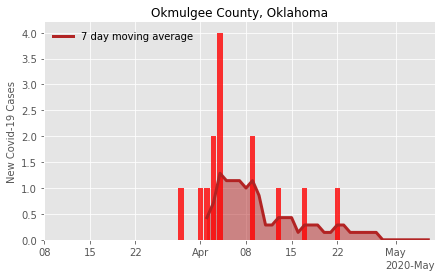 Okmulgee County, Oklahoma
7 day moving average
New Covid-19 Cases
4.0
3.5
3.0
2.5
2.0
1.5
1.0
0.5
0.0
08 15 22 Apr 08 15 22 May
2020-May